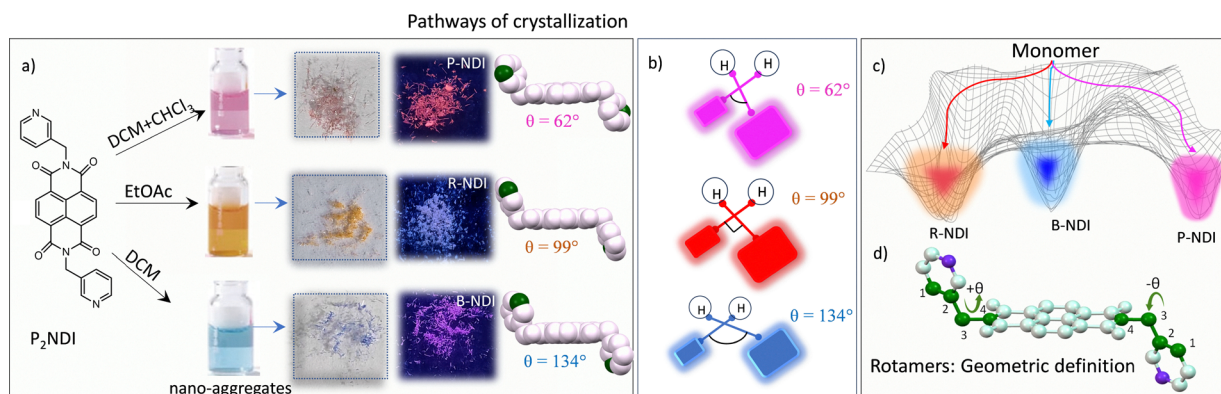 Pathways of crystallization
a)
DCM+CHCl₃
EtOAc
DCM
N
O
N
O
O
N
O
N
P₂NDI
nano-aggregates
P-NDI
θ = 62°
R-NDI
θ = 99°
B-NDI
θ = 134°
b)
H
H
θ = 62°
H
H
θ = 99°
H
H
θ = 134°
c)
Monomer
R-NDI
B-NDI
P-NDI
d)
+θ
-θ
1
2
3
4
4
3
2
1
Rotamers: Geometric definition